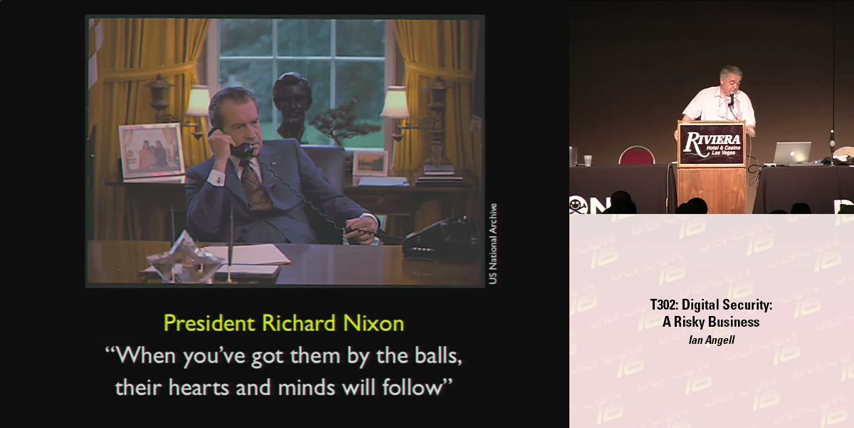 US National Archive
President Richard Nixon
“When you’ve got them by the balls,
their hearts and minds will follow”
RIVIERA
Hotel & Casino
Las Vegas
ON
D
T302: Digital Security:
A Risky Business
Ian Angell